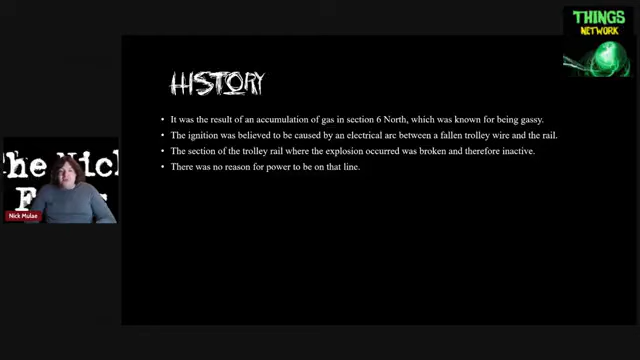 THINGS
NETWORK
HISTORY
• It was the result of an accumulation of gas in section 6 North, which was known for being gassy.
• The ignition was believed to be caused by an electrical arc between a fallen trolley wire and the rail.
• The section of the trolley rail where the explosion occurred was broken and therefore inactive.
• There was no reason for power to be on that line.
he Nic
Nick Mulae